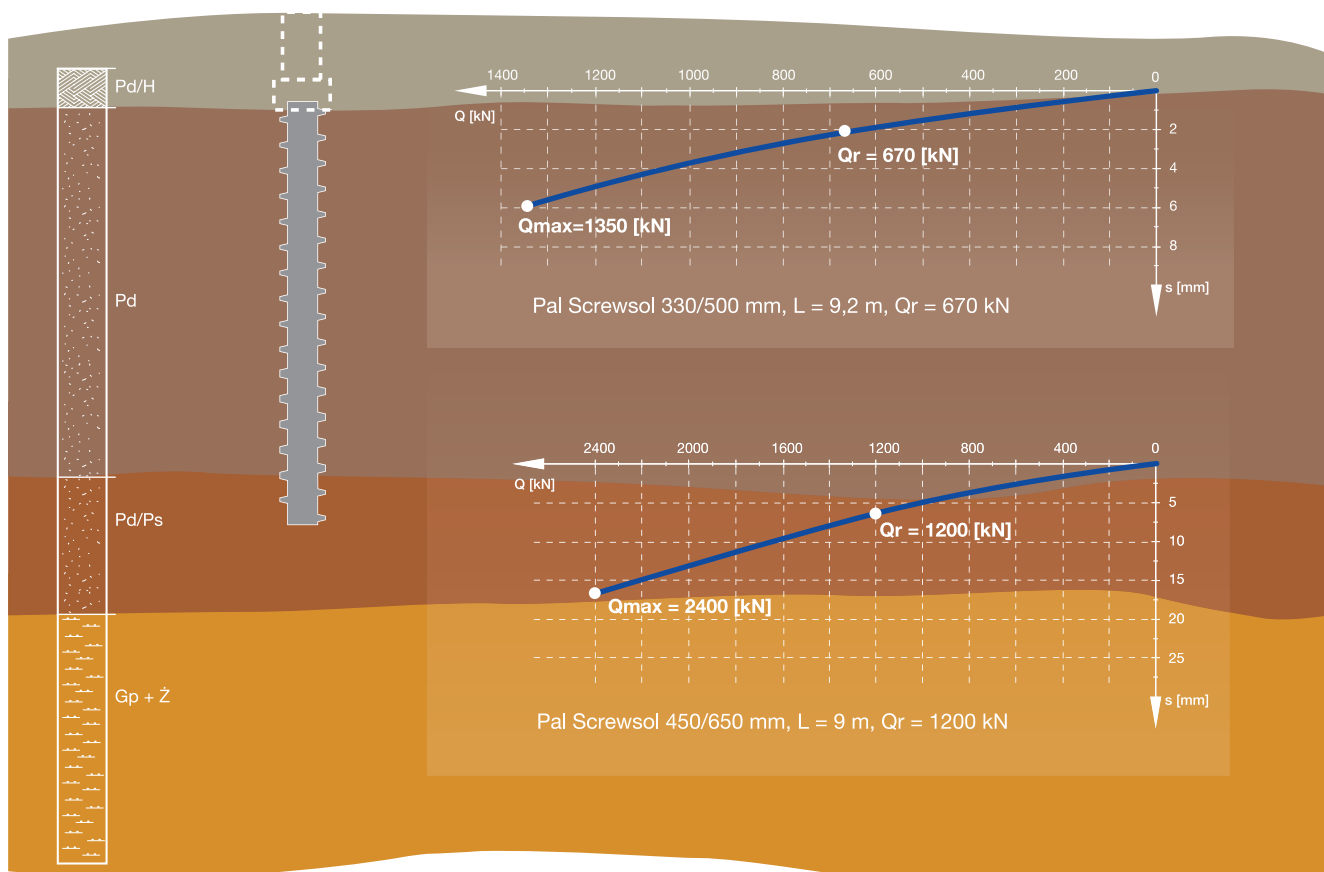 Pd/H
Pd
Pd/Ps
Gp + Ż
1400 1200 1000 800 600 400 200 0
Q [kN]
2
4
6
8
s [mm]
Qr = 670 [kN]
Qmax=1350 [kN]
Pal Screwsol 330/500 mm, L = 9,2 m, Qr = 670 kN
2400 2000 1600 1200 800 400 0
Q [kN]
5
10
15
20
25
s [mm]
Qr = 1200 [kN]
Qmax = 2400 [kN]
Pal Screwsol 450/650 mm, L = 9 m, Qr = 1200 kN